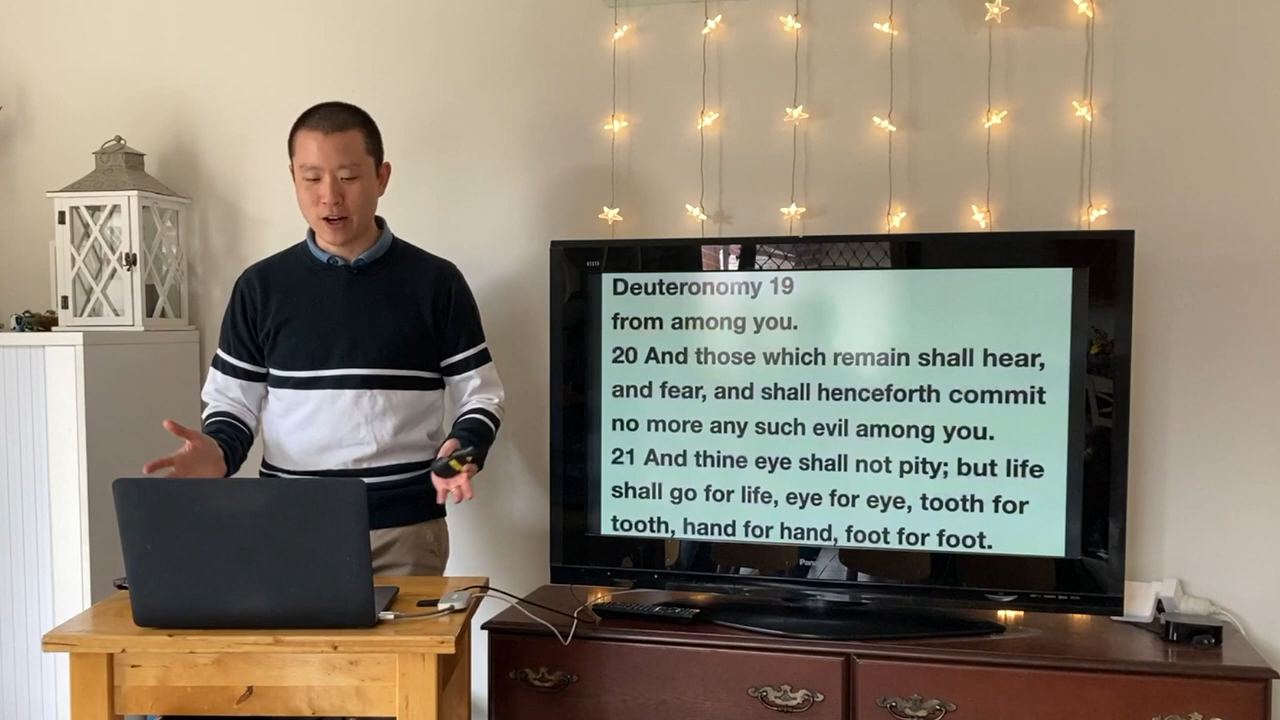 Deuteronomy 19
from among you.
20 And those which remain shall hear,
and fear, and shall henceforth commit
no more any such evil among you.
21 And thine eye shall not pity; but life
shall go for life, eye for eye, tooth for
tooth, hand for hand, foot for foot.